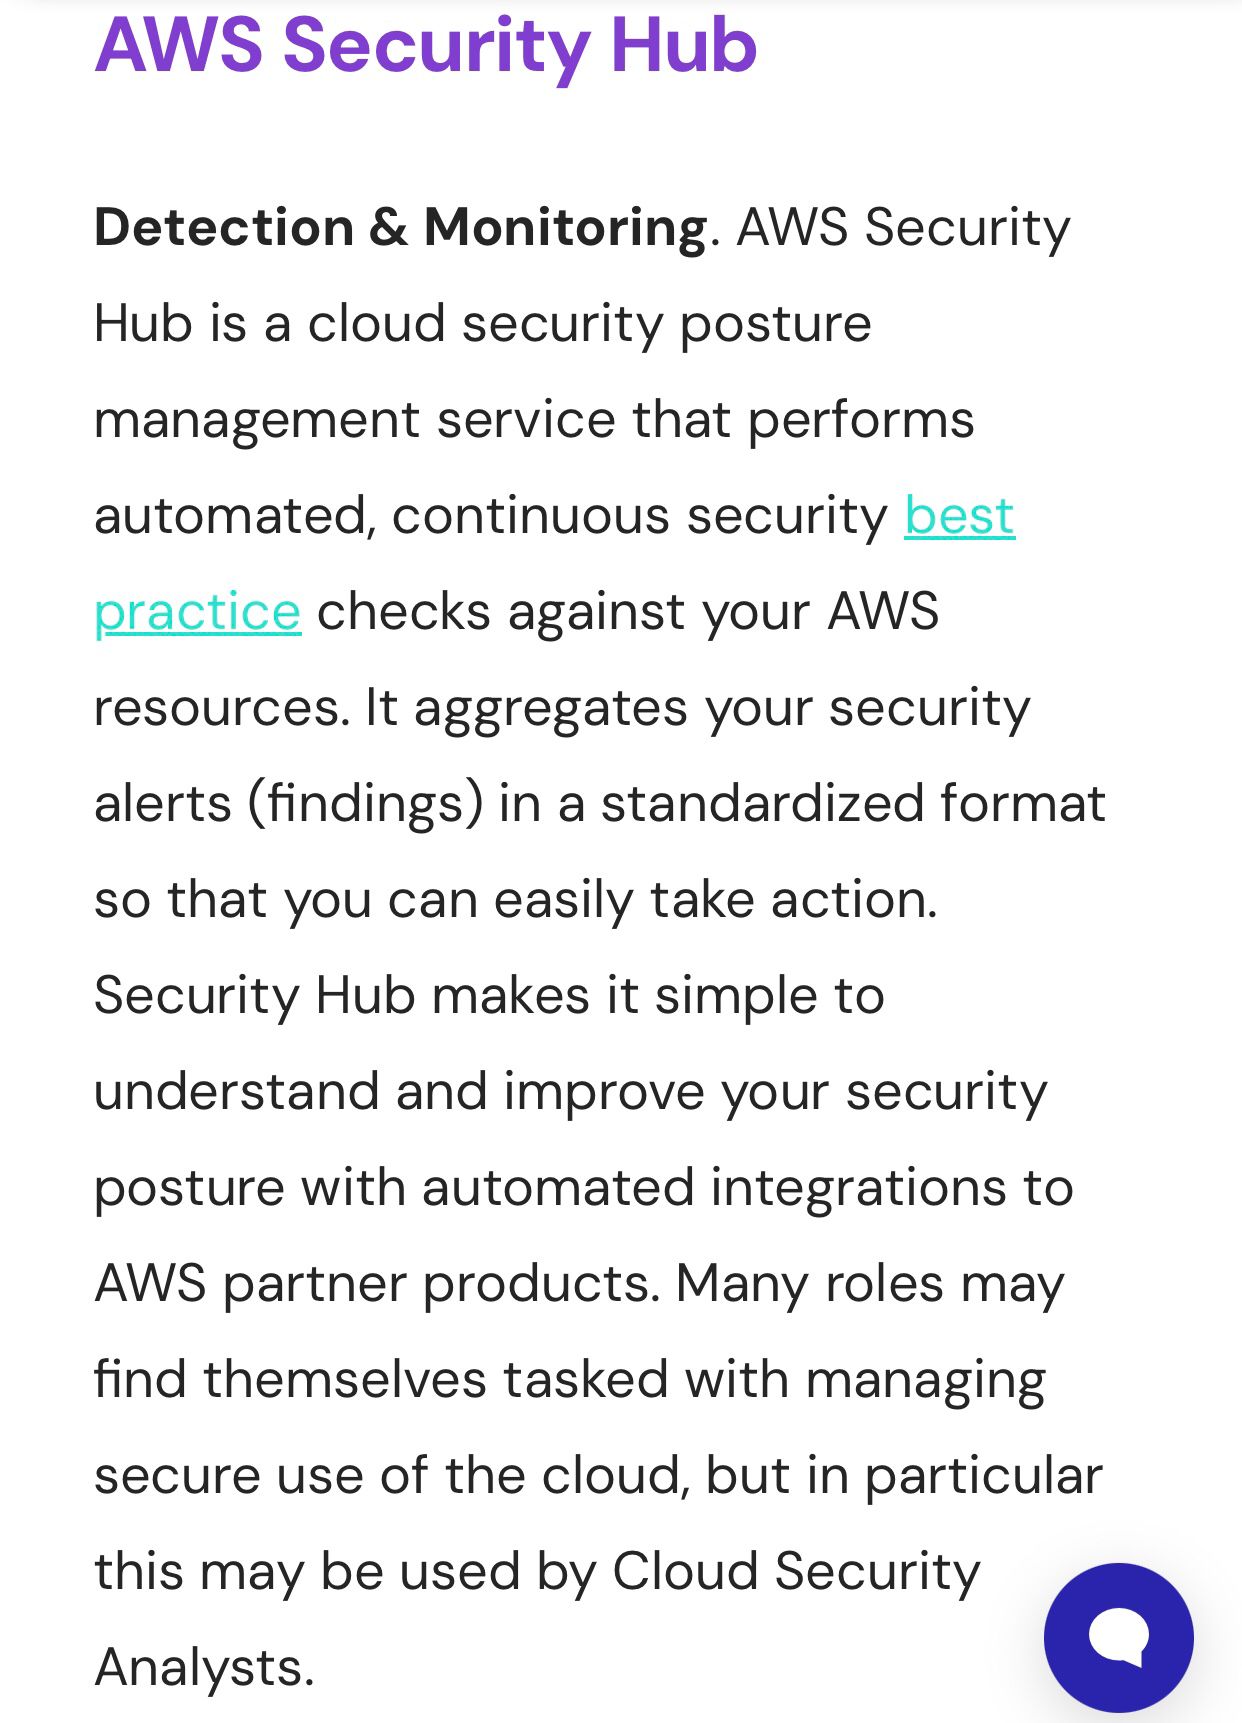 AWS Security Hub
Detection & Monitoring. AWS Security
Hub is a cloud security posture
management service that performs
automated, continuous security best
practice checks against your AWS
resources. It aggregates your security
alerts (findings) in a standardized format
so that you can easily take action.
Security Hub makes it simple to
understand and improve your security
posture with automated integrations to
AWS partner products. Many roles may
find themselves tasked with managing
secure use of the cloud, but in particular
this may be used by Cloud Security
Analysts.